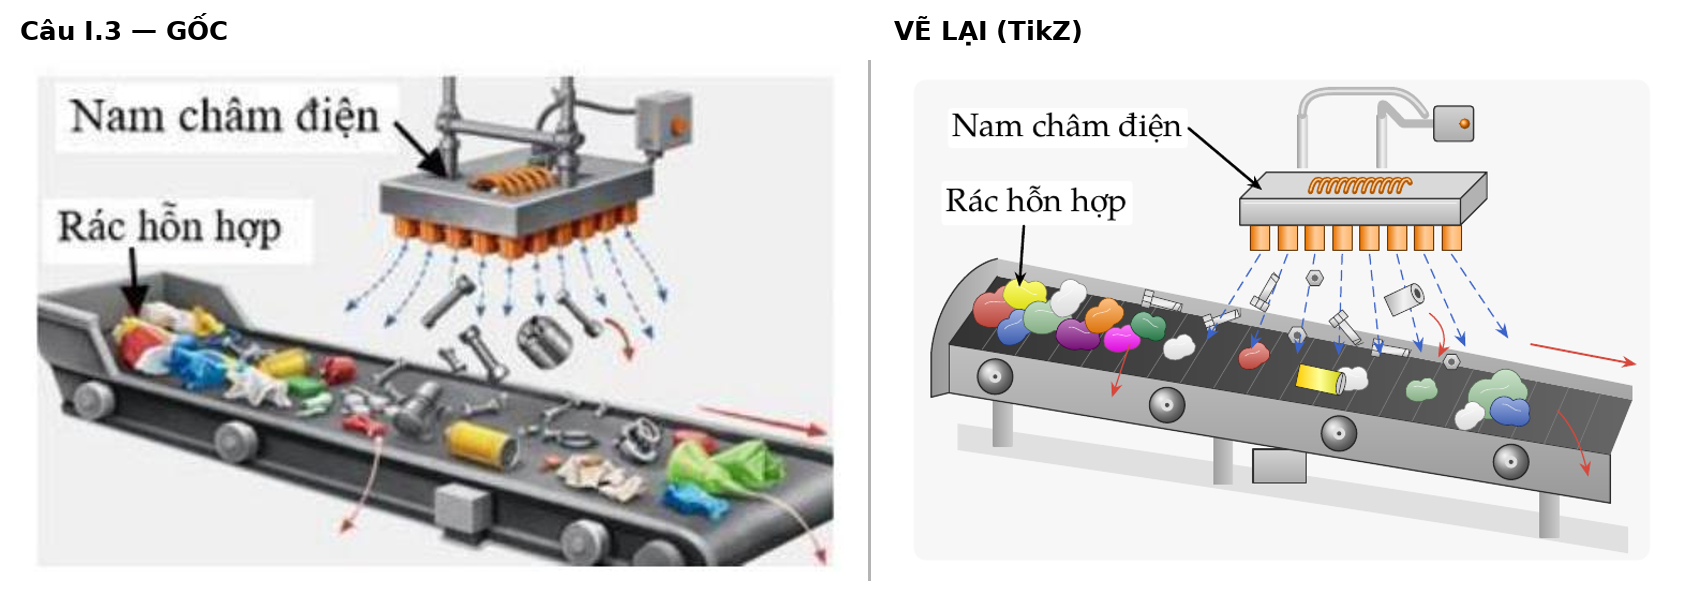 Câu I.3 — GỐC
Nam châm điện
Rác hỗn hợp
VẼ LẠI (TikZ)
Nam châm điện
Rác hỗn hợp